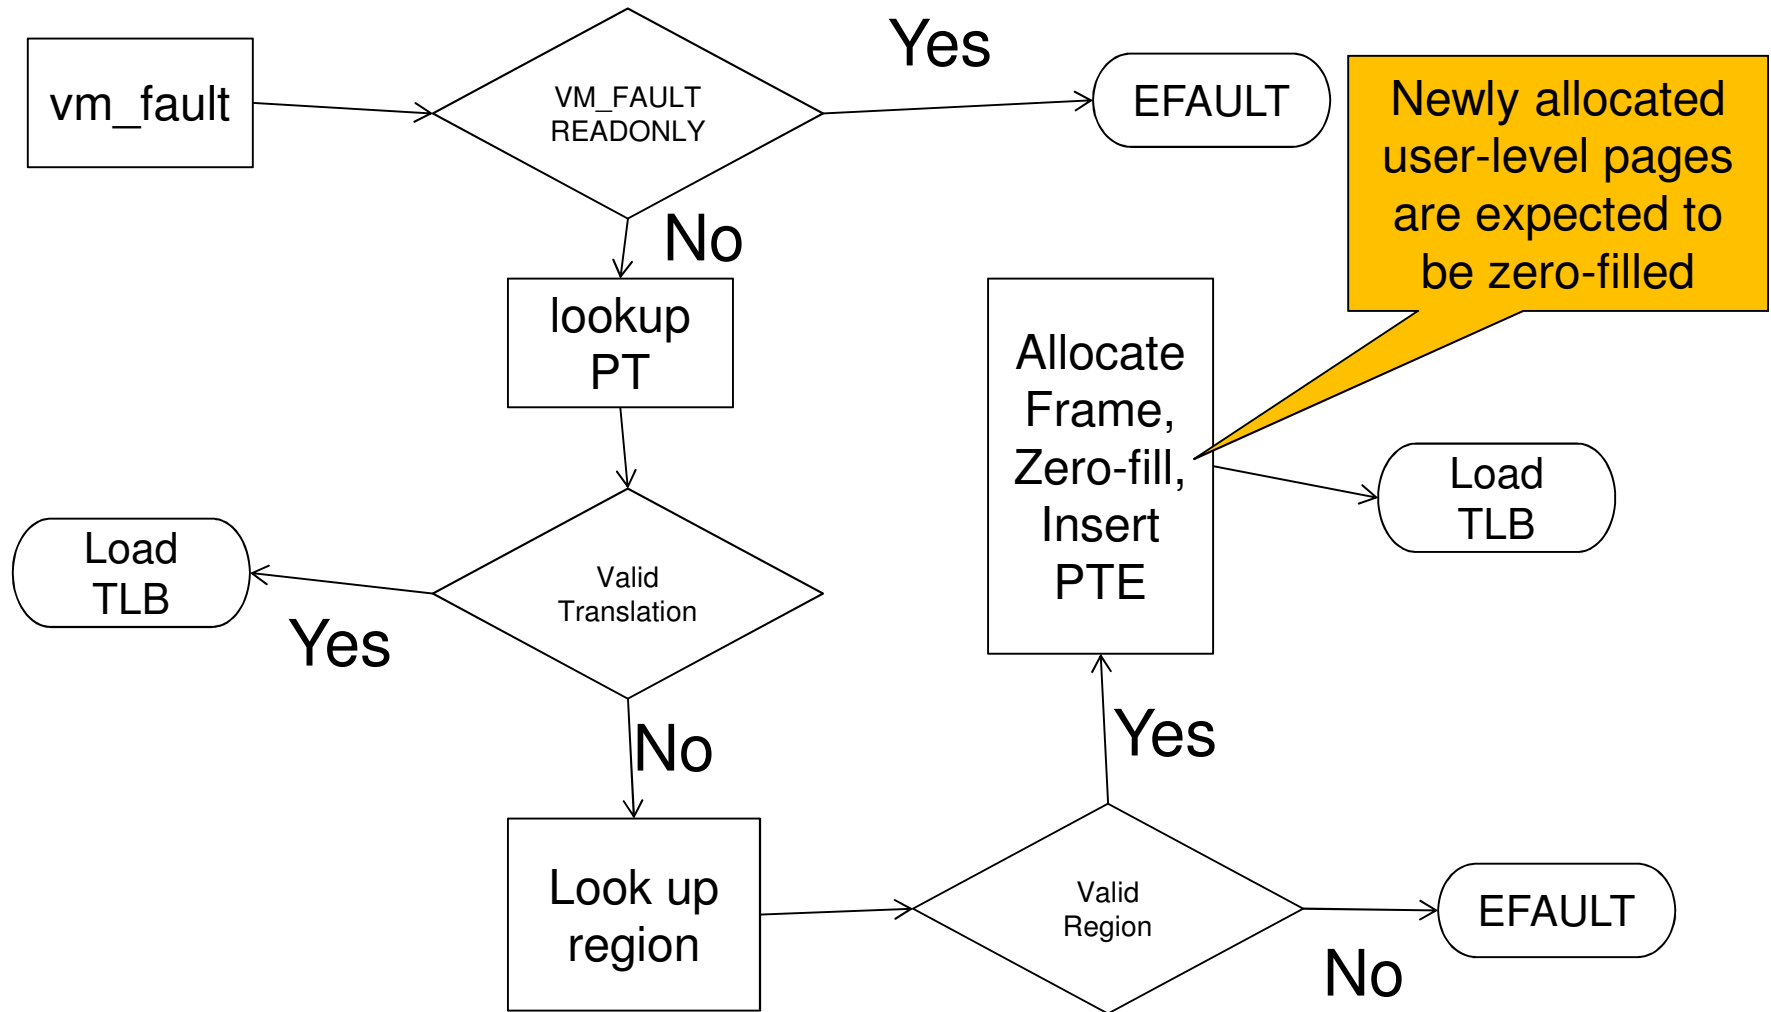 vm_fault
VM_FAULT
READONLY
Yes
EFAULT
Newly allocated
user-level pages
are expected to
be zero-filled
No
lookup
PT
Allocate
Frame,
Zero-fill,
Insert
PTE
Load
TLB
Load
TLB
Valid
Translation
Yes
No
Yes
Look up
region
Valid
Region
EFAULT
No